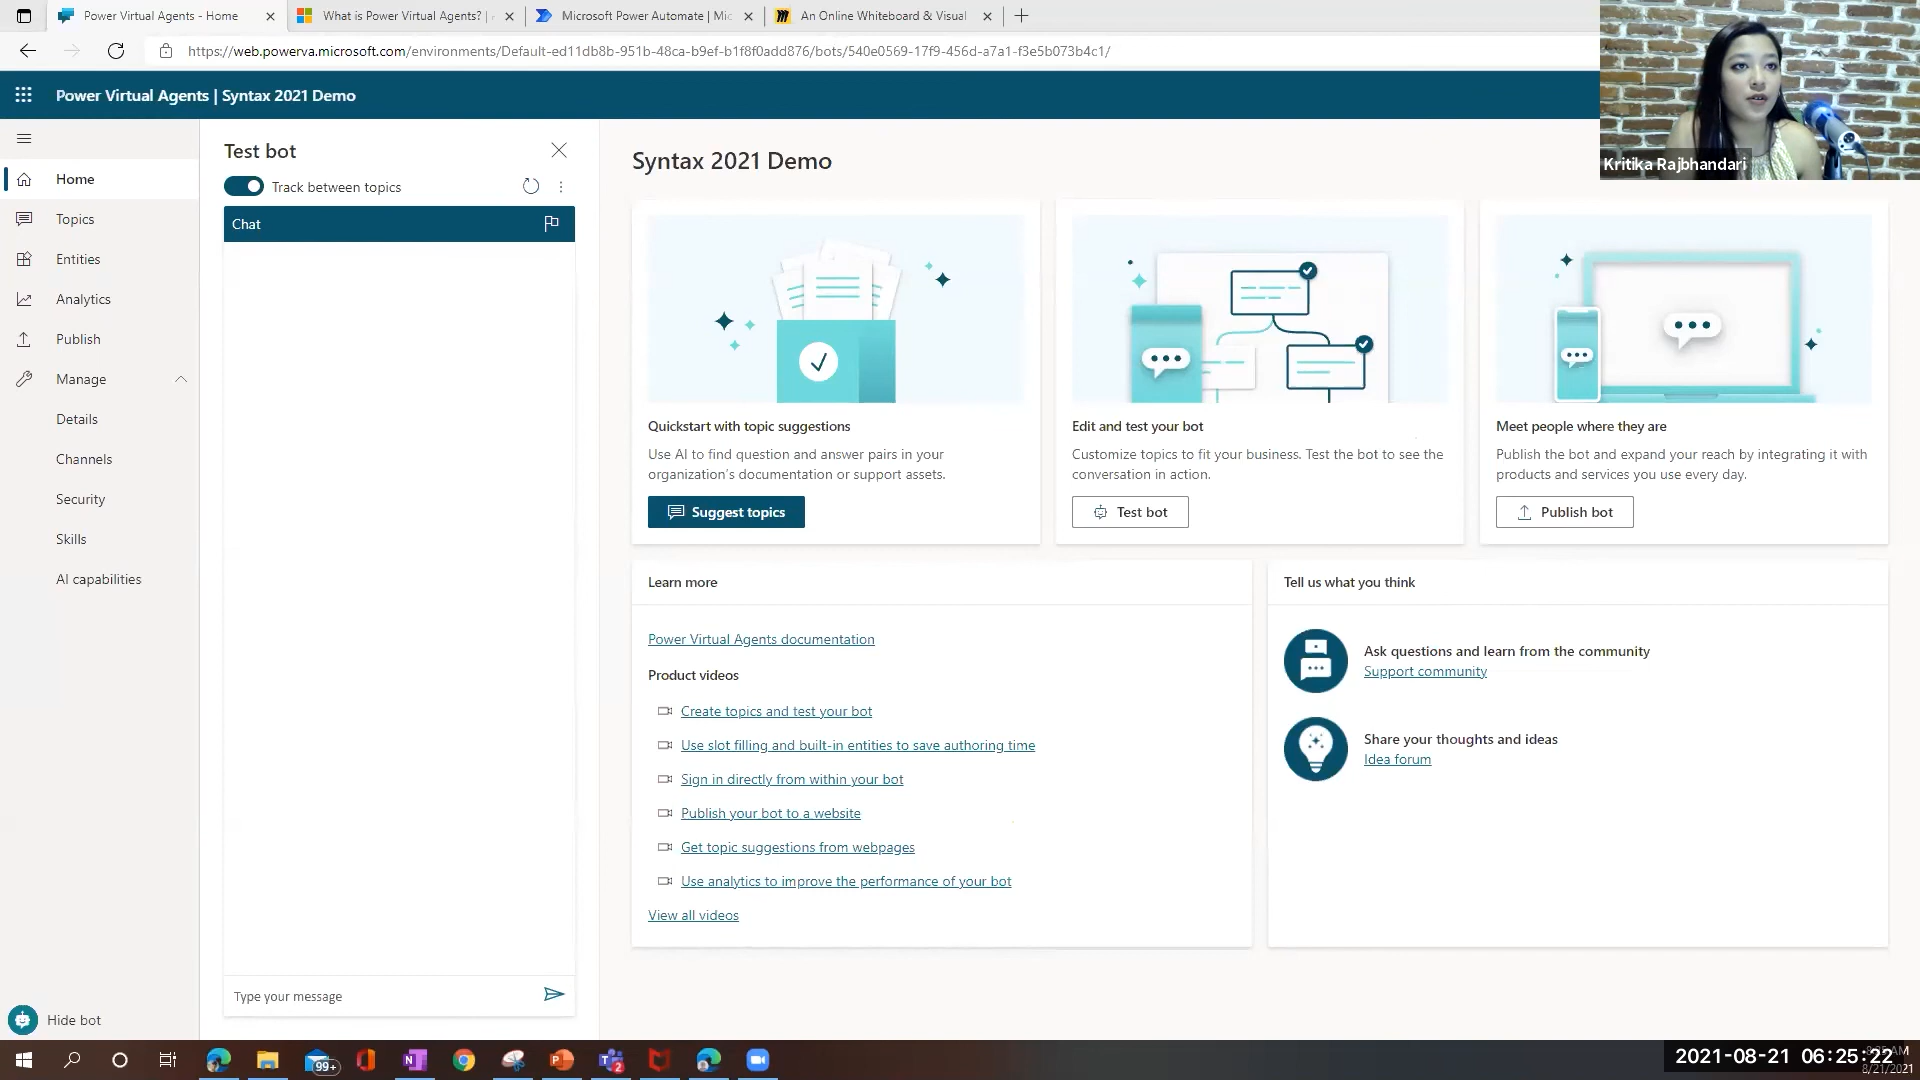 Power Virtual Agents - Home
What is Power Virtual Agents? |
Microsoft Power Automate | Mic
An Online Whiteboard & Visual
https://web.powerva.microsoft.com/environments/Default-ed11db8b-951b-48ca-b9ef-b1f8f0add876/bots/540e0569-17f9-456d-a7a1-f3e5b073b4c1/
Power Virtual Agents | Syntax 2021 Demo
Kritika Rajbhandari
Home
Topics
Entities
Analytics
Publish
Manage
Details
Channels
Security
Skills
AI capabilities
Hide bot
Test bot
Track between topics
Chat
Type your message
Syntax 2021 Demo
Quickstart with topic suggestions
Use AI to find question and answer pairs in your
organization's documentation or support assets.
Suggest topics
Edit and test your bot
Customize topics to fit your business. Test the bot to see the
conversation in action.
Test bot
Meet people where they are
Publish the bot and expand your reach by integrating it with
products and services you use every day.
Publish bot
Learn more
Power Virtual Agents documentation
Product videos
Create topics and test your bot
Use slot filling and built-in entities to save authoring time
Sign in directly from within your bot
Publish your bot to a website
Get topic suggestions from webpages
Use analytics to improve the performance of your bot
View all videos
Tell us what you think
Ask questions and learn from the community
Support community
Share your thoughts and ideas
Idea forum
99+
2
2021-08-21 06:25:22
8/21/2021